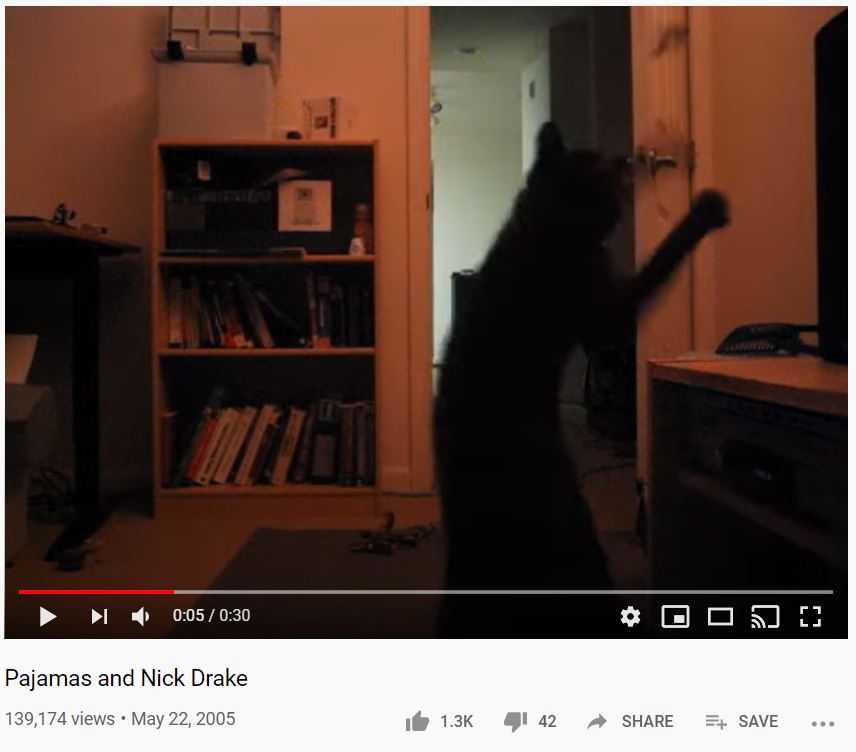 0:05 / 0:30
Pajamas and Nick Drake
139,174 views • May 22, 2005
1.3K
42
SHARE
SAVE